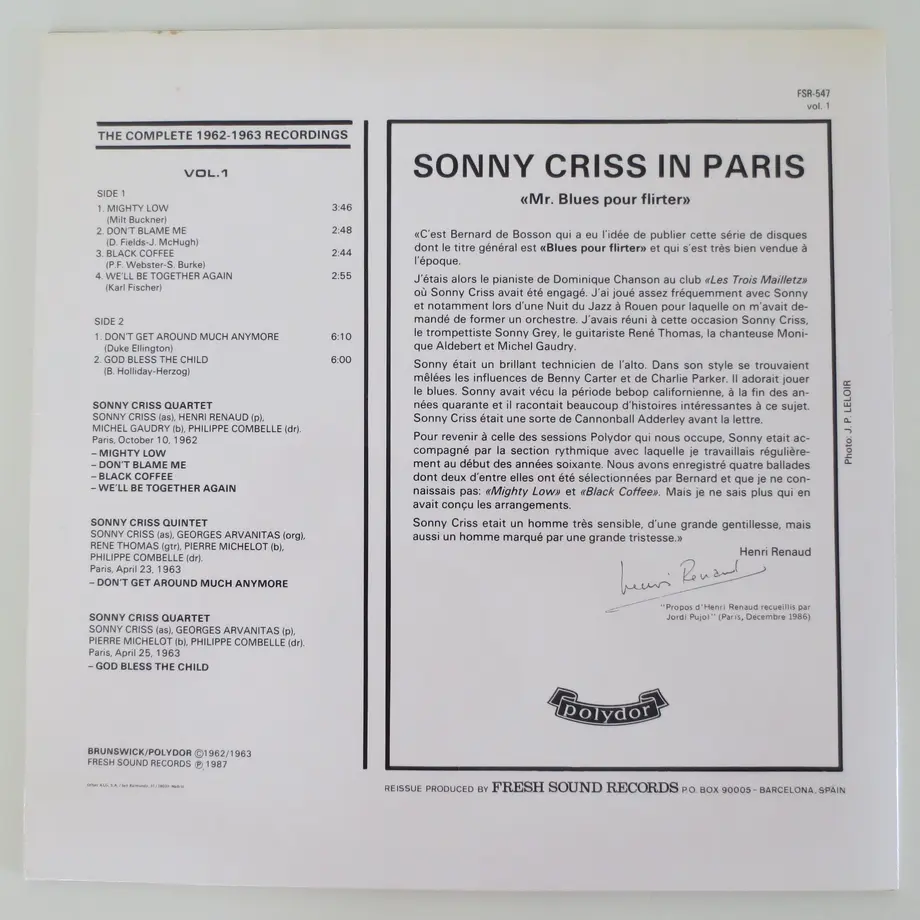 FSR-547
vol. 1
THE COMPLETE 1962-1963 RECORDINGS
VOL.1
SIDE 1
1. MIGHTY LOW 3:46
(Milt Buckner)
2. DON'T BLAME ME 2:48
(D. Fields-J. McHugh)
3. BLACK COFFEE 2:44
(P.F. Webster-S. Burke)
4. WE'LL BE TOGETHER AGAIN 2:55
(Karl Fischer)
SIDE 2
1. DON'T GET AROUND MUCH ANYMORE 6:10
(Duke Ellington)
2. GOD BLESS THE CHILD 6:00
(B. Holliday-Herzog)
SONNY CRISS QUARTET
SONNY CRISS (as), HENRI RENAUD (p),
MICHEL GAUDRY (b), PHILIPPE COMBELLE (dr).
Paris, October 10, 1962
– MIGHTY LOW
– DON'T BLAME ME
– BLACK COFFEE
– WE'LL BE TOGETHER AGAIN
SONNY CRISS QUINTET
SONNY CRISS (as), GEORGES ARVANITAS (org),
RENE THOMAS (gtr), PIERRE MICHELOT (b),
PHILIPPE COMBELLE (dr).
Paris, April 23, 1963
– DON'T GET AROUND MUCH ANYMORE
SONNY CRISS QUARTET
SONNY CRISS (as), GEORGES ARVANITAS (p),
PIERRE MICHELOT (b), PHILIPPE COMBELLE (dr).
Paris, April 25, 1963
– GOD BLESS THE CHILD
BRUNSWICK/POLYDOR ©1962/1963
FRESH SOUND RECORDS ℗ 1987
SONNY CRISS IN PARIS
«Mr. Blues pour flirter»
«C'est Bernard de Bosson qui a eu l'idée de publier cette série de disques
dont le titre général est «Blues pour flirter» et qui s'est très bien vendue à
l'époque.
J'étais alors le pianiste de Dominique Chanson au club «Les Trois Mailletz»
où Sonny Criss avait été engagé. J'ai joué assez fréquemment avec Sonny
et notamment lors d'une Nuit du Jazz à Rouen pour laquelle on m'avait de-
mandé de former un orchestre. J'avais réuni à cette occasion Sonny Criss,
le trompettiste Sonny Grey, le guitariste René Thomas, la chanteuse Moni-
que Aldebert et Michel Gaudry.
Sonny était un brillant technicien de l'alto. Dans son style se trouvaient
mêlées les influences de Benny Carter et de Charlie Parker. Il adorait jouer
le blues. Sonny avait vécu la période bebop californienne, à la fin des an-
nées quarante et il racontait beaucoup d'histoires intéressantes à ce sujet.
Sonny Criss était une sorte de Cannonball Adderley avant la lettre.
Pour revenir à celle des sessions Polydor qui nous occupe, Sonny etait ac-
compagné par la section rythmique avec laquelle je travaillais régulière-
ment au début des années soixante. Nous avons enregistré quatre ballades
dont deux d'entre elles ont été sélectionnées par Bernard et que je ne con-
naissais pas: «Mighty Low» et «Black Coffee». Mais je ne sais plus qui en
avait conçu les arrangements.
Sonny Criss etait un homme très sensible, d'une grande gentillesse, mais
aussi un homme marqué par une grande tristesse.»
Henri Renaud
Henri Renaud
"Propos d'Henri Renaud recueillis par
Jordi Pujol" (Paris, Décembre 1986)
polydor
Photo: J. P. LELOIR
REISSUE PRODUCED BY FRESH SOUND RECORDS P.O. BOX 90005 – BARCELONA, SPAIN